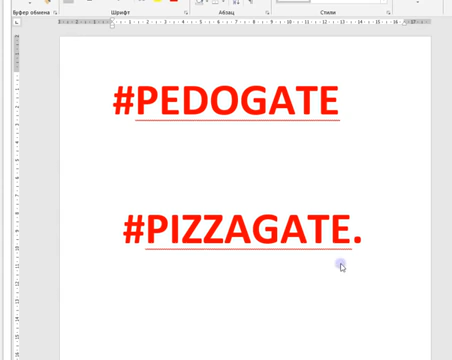 Буфер обмена
Шрифт
Абзац
Стили
#PEDOGATE
#PIZZAGATE.